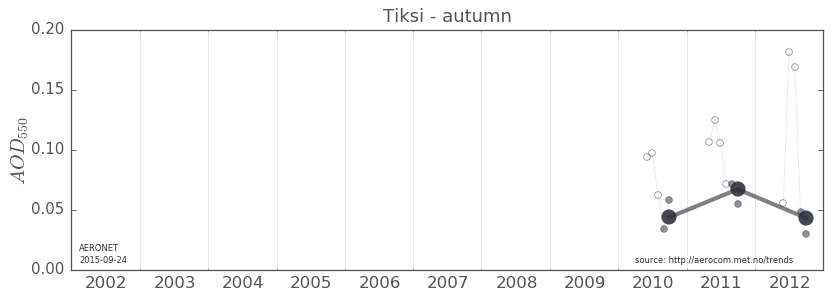 Tiksi - autumn
0.20
0.15
0.10
0.05
0.00
AOD550
AERONET
2015-09-24
source: http://aerocom.met.no/trends
2002 2003 2004 2005 2006 2007 2008 2009 2010 2011 2012